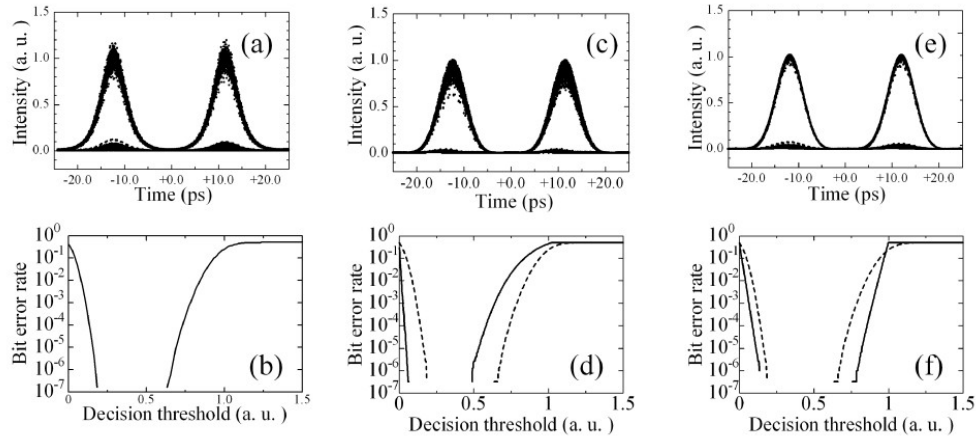 (a)
Intensity (a. u.)
1.5
1.0
0.5
0.0
-20.0 -10.0 +0.0 +10.0 +20.0
Time (ps)
(c)
Intensity (a. u.)
1.5
1.0
0.5
0.0
-20.0 -10.0 +0.0 +10.0 +20.0
Time (ps)
(e)
Intensity (a. u.)
1.5
1.0
0.5
0.0
-20.0 -10.0 +0.0 +10.0 +20.0
Time (ps)
(b)
Bit error rate
10^0
10^-1
10^-2
10^-3
10^-4
10^-5
10^-6
10^-7
0 0.5 1.0 1.5
Decision threshold (a. u. )
(d)
Bit error rate
10^0
10^-1
10^-2
10^-3
10^-4
10^-5
10^-6
10^-7
0 0.5 1.0 1.5
Decision threshold (a. u. )
(f)
Bit error rate
10^0
10^-1
10^-2
10^-3
10^-4
10^-5
10^-6
10^-7
0 0.5 1.0 1.5
Decision threshold (a. u. )